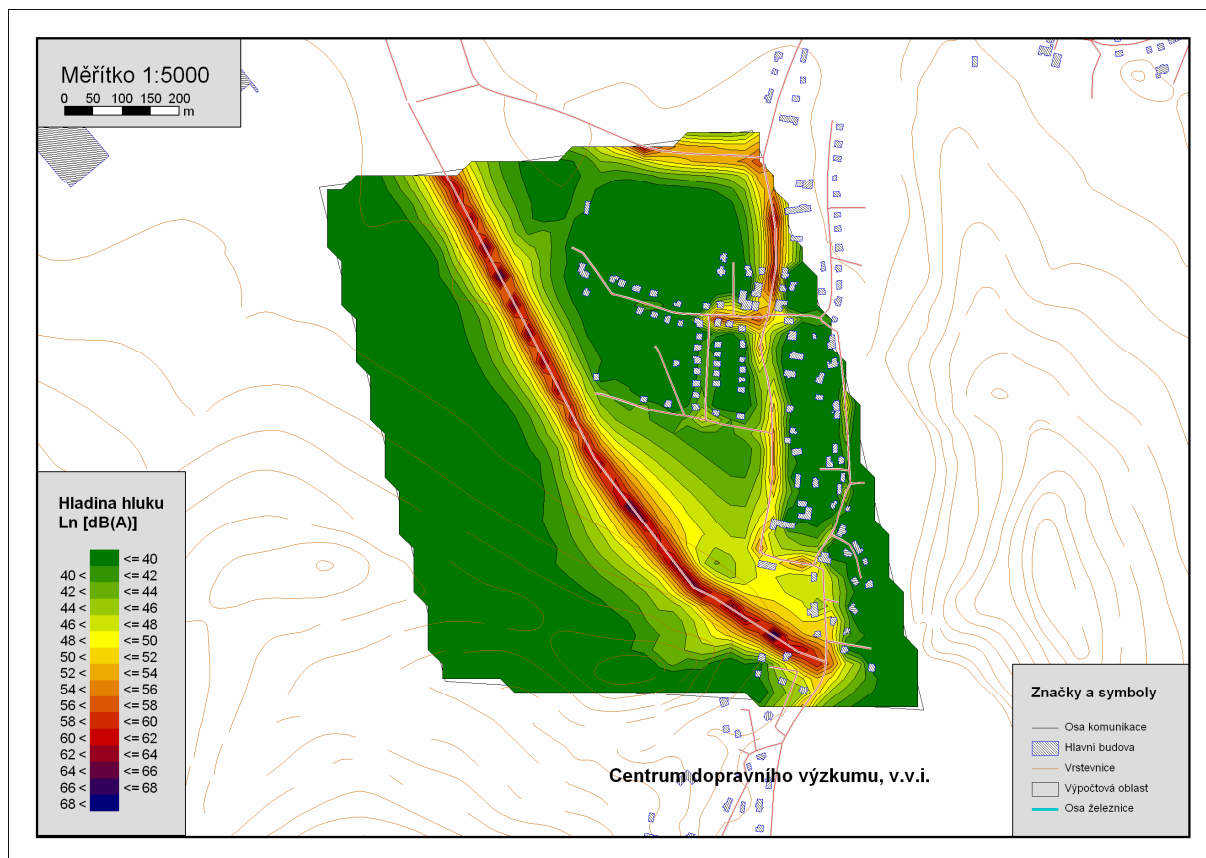 Měřítko 1:5000
0 50 100 150 200
m
Hladina hluku
Ln [dB(A)]
<= 40
40 < <= 42
42 < <= 44
44 < <= 46
46 < <= 48
48 < <= 50
50 < <= 52
52 < <= 54
54 < <= 56
56 < <= 58
58 < <= 60
60 < <= 62
62 < <= 64
64 < <= 66
66 < <= 68
68 <
Centrum dopravního výzkumu, v.v.i.
Značky a symboly
Osa komunikace
Hlavní budova
Vrstevnice
Výpočtová oblast
Osa železnice